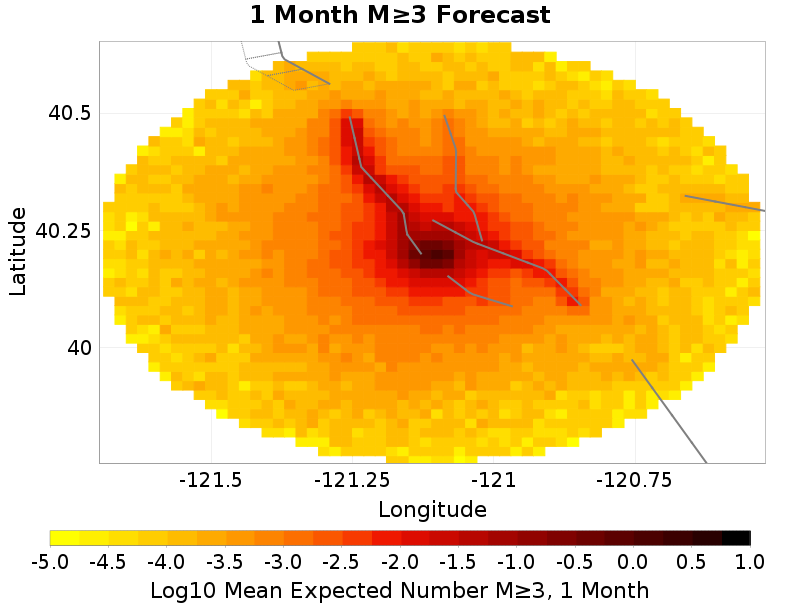 1 Month M≥3 Forecast
40.5
40.25
40
Latitude
-121.5 -121.25 -121 -120.75
Longitude
-5.0 -4.5 -4.0 -3.5 -3.0 -2.5 -2.0 -1.5 -1.0 -0.5 0.0 0.5 1.0
Log10 Mean Expected Number M≥3, 1 Month